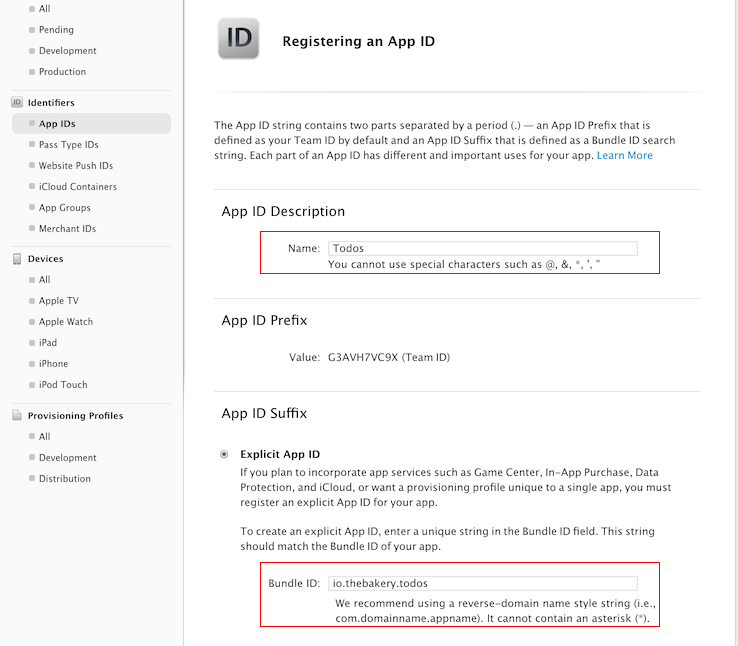 All
Pending
Development
Production
ID Identifiers
App IDs
Pass Type IDs
Website Push IDs
iCloud Containers
App Groups
Merchant IDs
Devices
All
Apple TV
Apple Watch
iPad
iPhone
iPod Touch
Provisioning Profiles
All
Development
Distribution
ID Registering an App ID
The App ID string contains two parts separated by a period (.) — an App ID Prefix that is
defined as your Team ID by default and an App ID Suffix that is defined as a Bundle ID search
string. Each part of an App ID has different and important uses for your app. Learn More
App ID Description
Name: Todos
You cannot use special characters such as @, &, *, ', "
App ID Prefix
Value: G3AVH7VC9X (Team ID)
App ID Suffix
Explicit App ID
If you plan to incorporate app services such as Game Center, In-App Purchase, Data
Protection, and iCloud, or want a provisioning profile unique to a single app, you must
register an explicit App ID for your app.
To create an explicit App ID, enter a unique string in the Bundle ID field. This string
should match the Bundle ID of your app.
Bundle ID: io.thebakery.todos
We recommend using a reverse-domain name style string (i.e.,
com.domainname.appname). It cannot contain an asterisk (*).